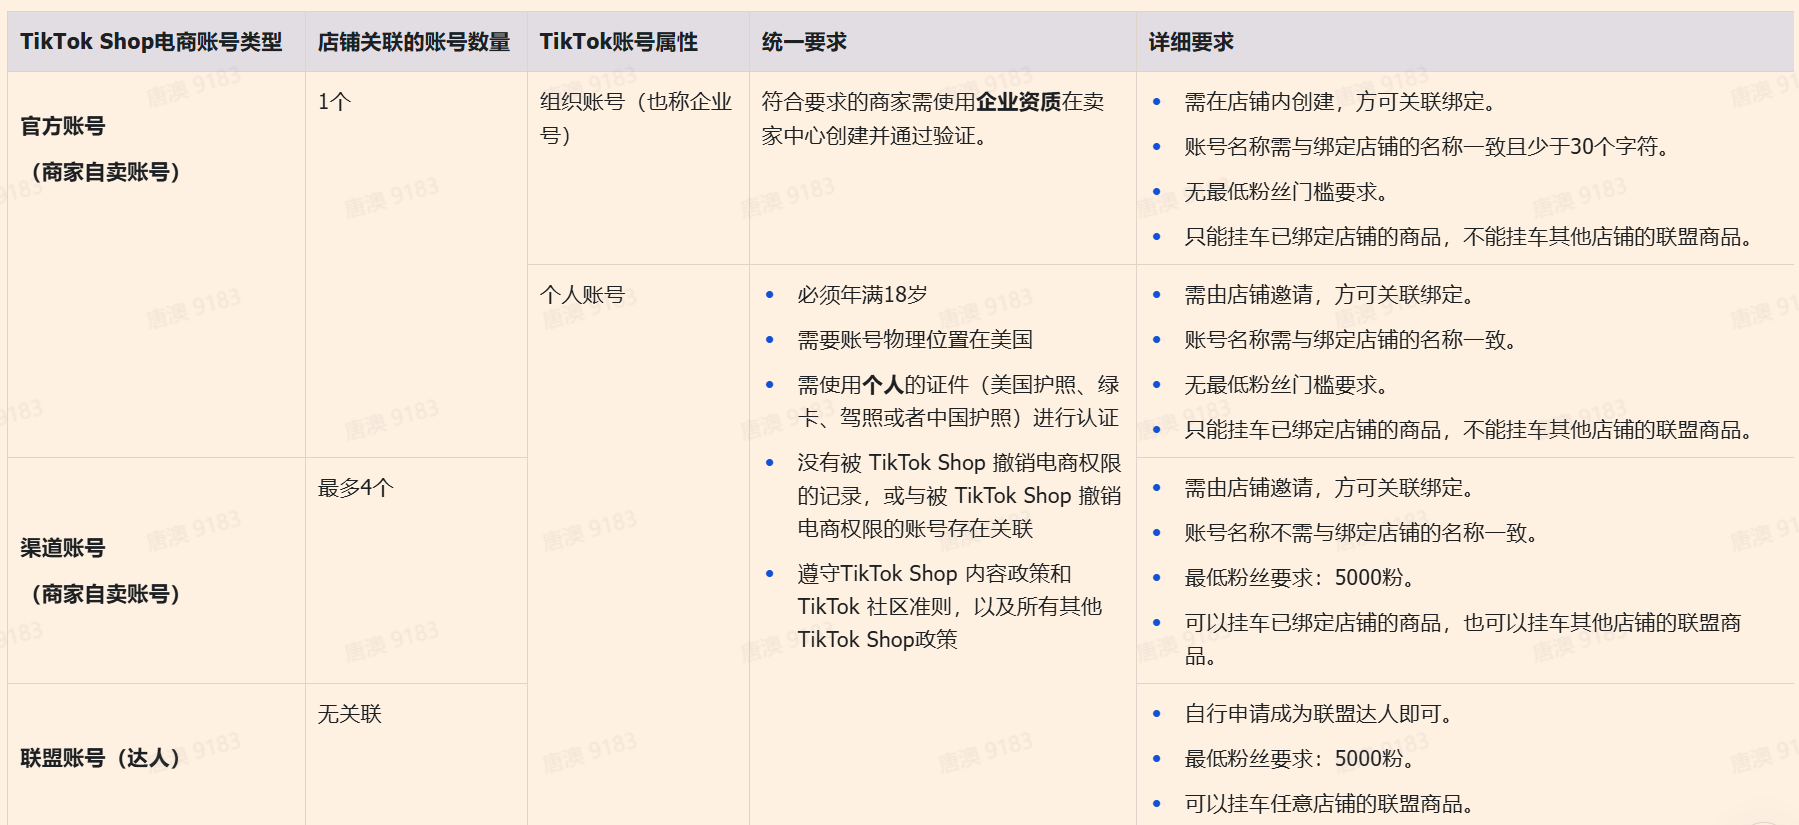 TikTok Shop电商账号类型
店铺关联的账号数量
TikTok账号属性
统一要求
详细要求
官方账号
（商家自卖账号）
1个
组织账号（也称企业
号）
符合要求的商家需使用企业资质在卖
家中心创建并通过验证。
需在店铺内创建，方可关联绑定。
账号名称需与绑定店铺的名称一致且少于30个字符。
无最低粉丝门槛要求。
只能挂车已绑定店铺的商品，不能挂车其他店铺的联盟商品。
个人账号
必须年满18岁
需要账号物理位置在美国
需使用个人的证件（美国护照、绿
卡、驾照或者中国护照）进行认证
没有被 TikTok Shop 撤销电商权限
的记录，或与被 TikTok Shop 撤销
电商权限的账号存在关联
遵守TikTok Shop 内容政策和
TikTok 社区准则，以及所有其他
TikTok Shop政策
需由店铺邀请，方可关联绑定。
账号名称需与绑定店铺的名称一致。
无最低粉丝门槛要求。
只能挂车已绑定店铺的商品，不能挂车其他店铺的联盟商品。
渠道账号
（商家自卖账号）
最多4个
需由店铺邀请，方可关联绑定。
账号名称不需与绑定店铺的名称一致。
最低粉丝要求：5000粉。
可以挂车已绑定店铺的商品，也可以挂车其他店铺的联盟商
品。
联盟账号（达人）
无关联
自行申请成为联盟达人即可。
最低粉丝要求：5000粉。
可以挂车任意店铺的联盟商品。
唐澳 9183